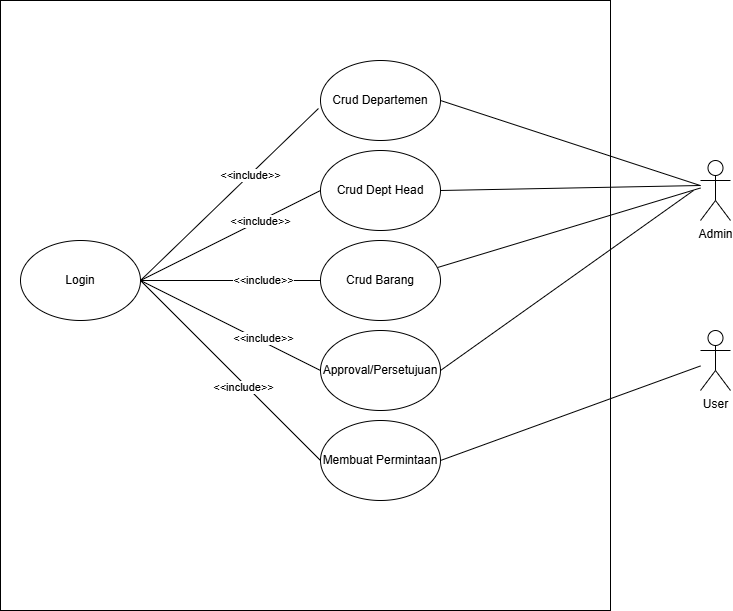 Crud Departemen
<<include>>
Crud Dept Head
<<include>>
Admin
Login
<<include>>
Crud Barang
<<include>>
Approval/Persetujuan
<<include>>
User
Membuat Permintaan